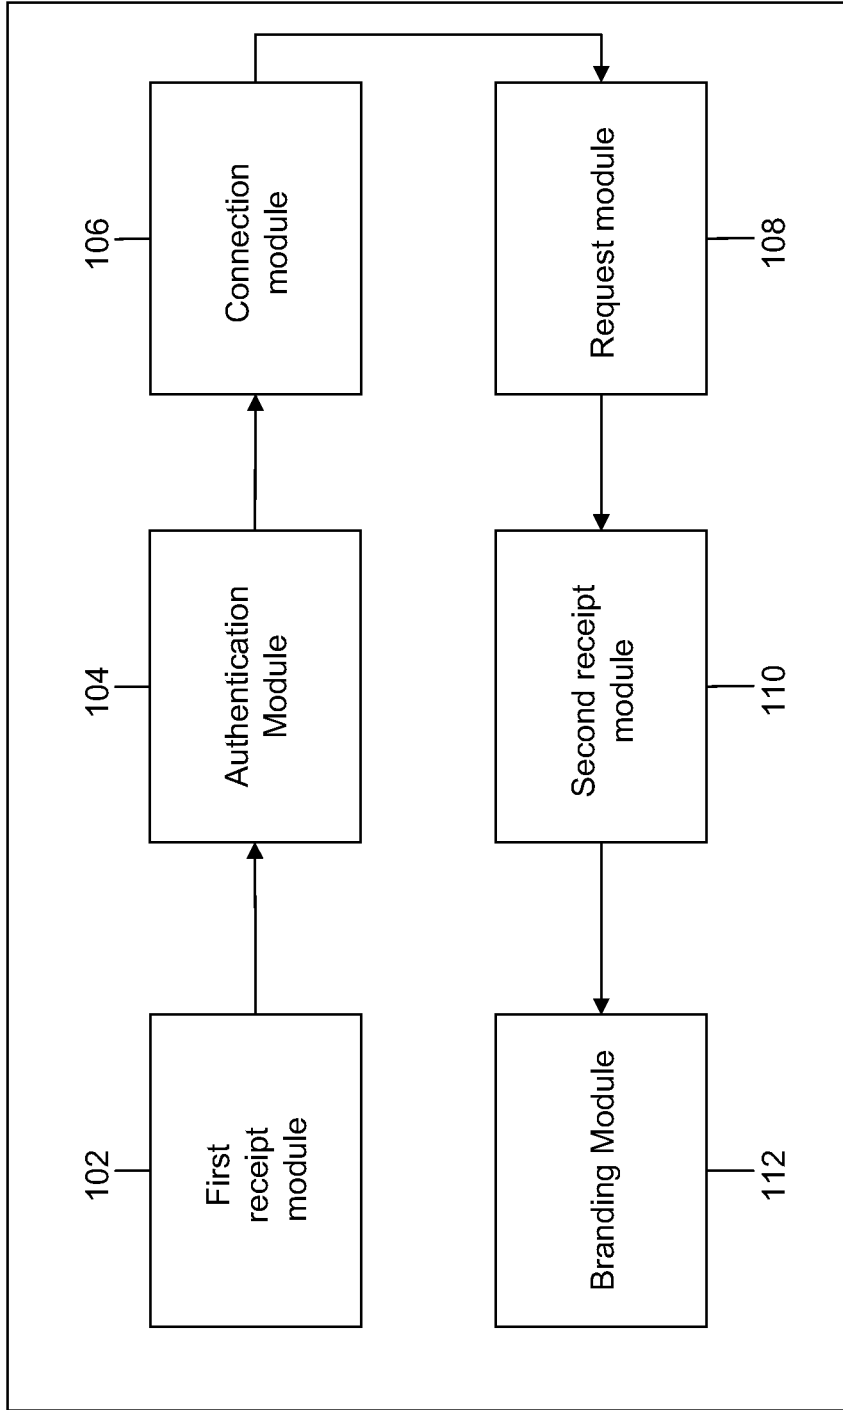 102
First
receipt
module
104
Authentication
Module
106
Connection
module
Request module
108
Second receipt
module
110
Branding Module
112